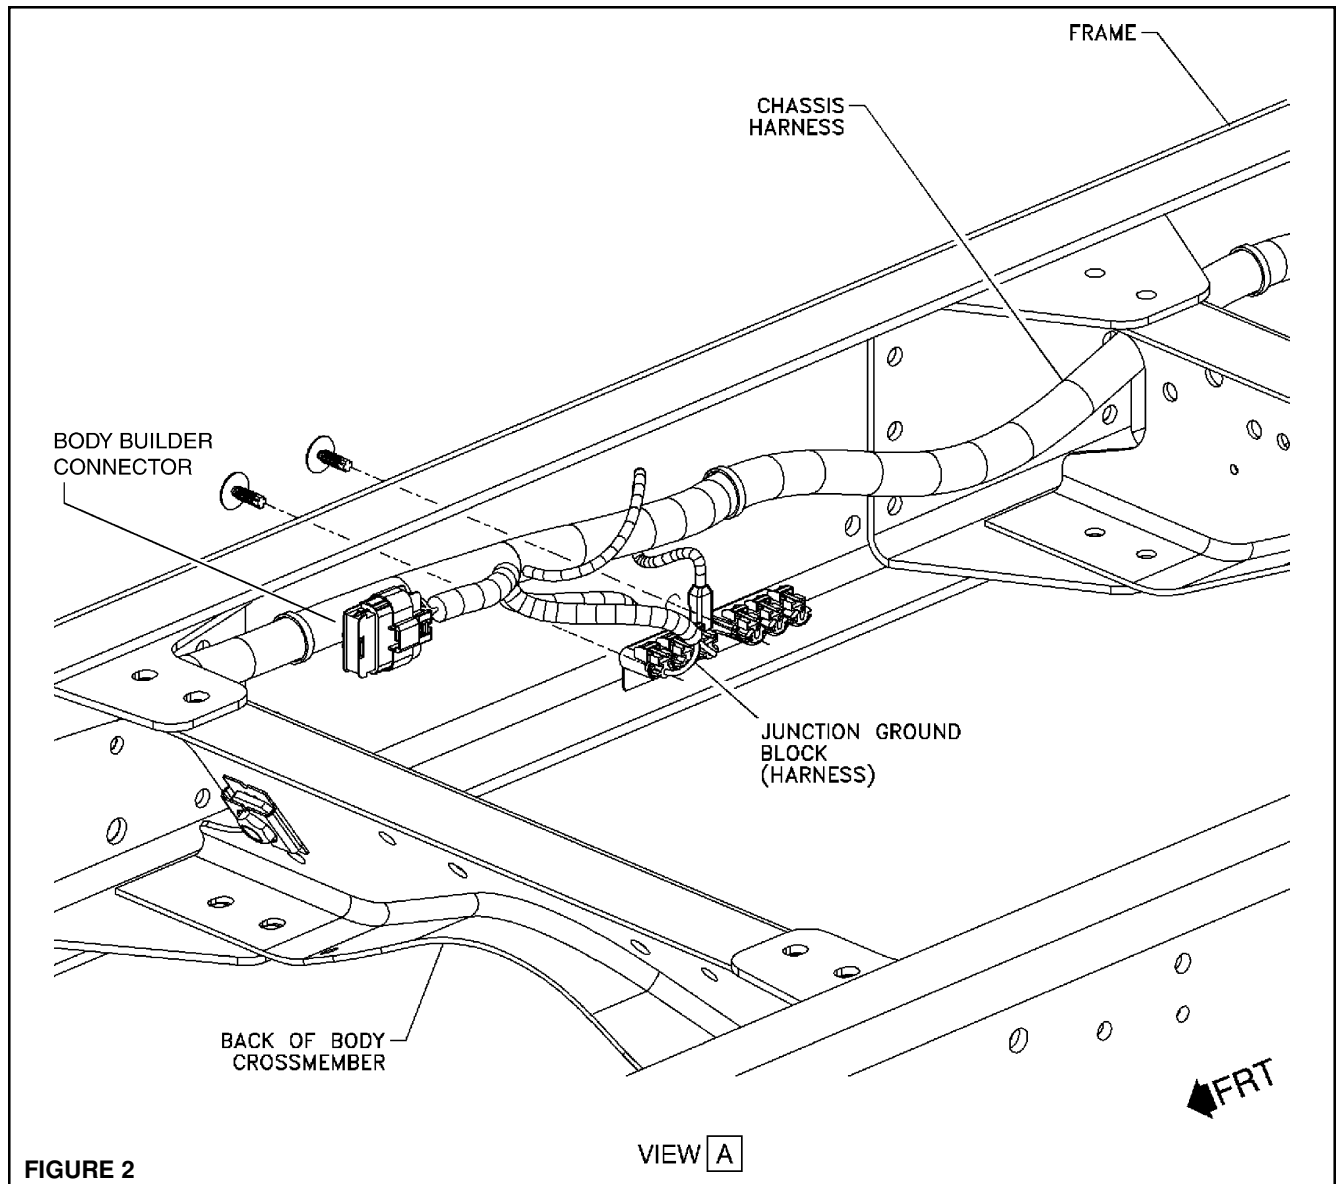 FRAME
CHASSIS
HARNESS
BODY BUILDER
CONNECTOR
JUNCTION GROUND
BLOCK
(HARNESS)
BACK OF BODY
CROSSMEMBER
FRT
VIEW A
FIGURE 2